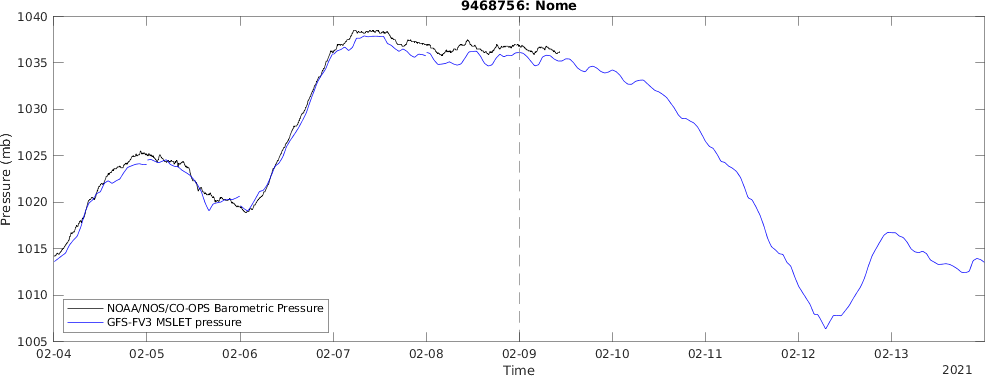 9468756: Nome
1040
1035
1030
1025
1020
1015
1010
1005
Pressure (mb)
NOAA/NOS/CO-OPS Barometric Pressure
GFS-FV3 MSLET pressure
02-04 02-05 02-06 02-07 02-08 02-09 02-10 02-11 02-12 02-13
Time
2021